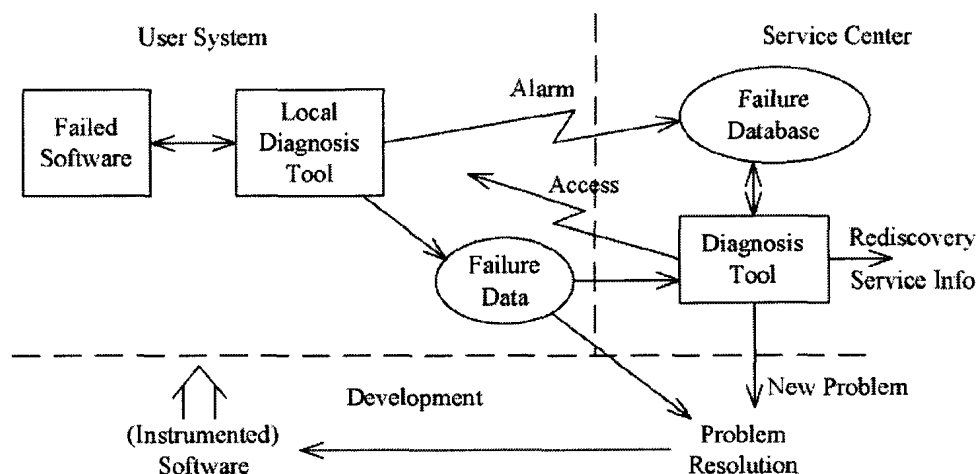 User System
Service Center
Failed
Software
Local
Diagnosis
Tool
Alarm
Failure
Database
Access
Failure
Data
Diagnosis
Tool
Rediscovery
Service Info
New Problem
Development
(Instrumented)
Software
Problem
Resolution